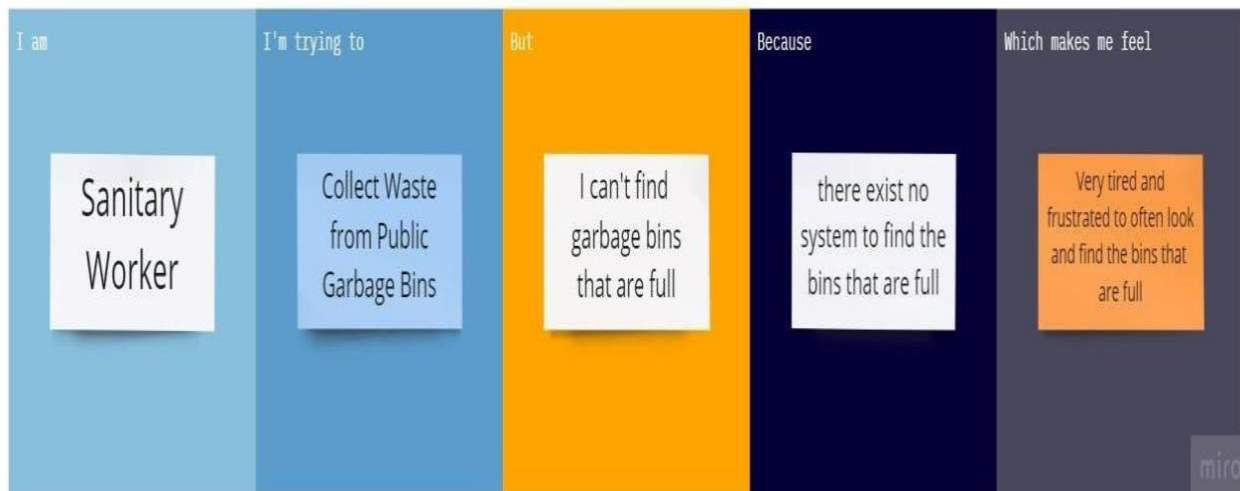 I am
Sanitary
Worker
I'm trying to
Collect Waste
from Public
Garbage Bins
But
I can't find
garbage bins
that are full
Because
there exist no
system to find the
bins that are full
Which makes me feel
Very tired and
frustrated to often look
and find the bins that
are full
miro